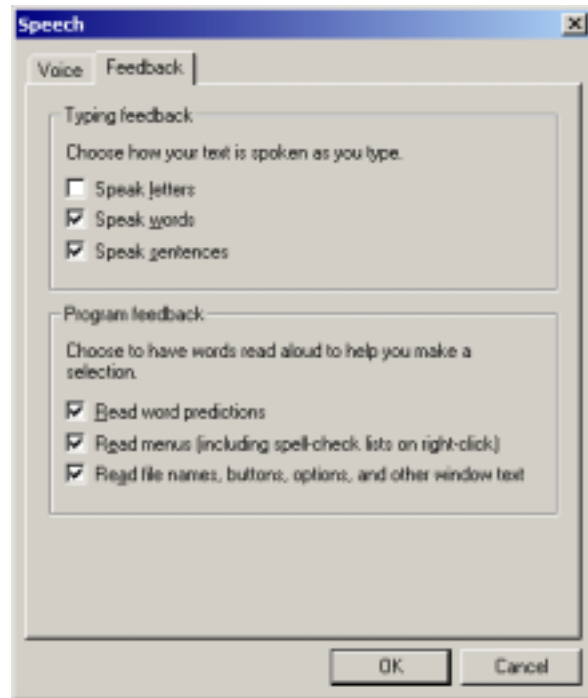 Speech
Voice
Feedback
Typing feedback
Choose how your text is spoken as you type.
Speak letters
Speak words
Speak sentences
Program feedback
Choose to have words read aloud to help you make a
selection.
Read word predictions
Read menus (including spell-check lists on right-click)
Read file names, buttons, options, and other window text
OK
Cancel